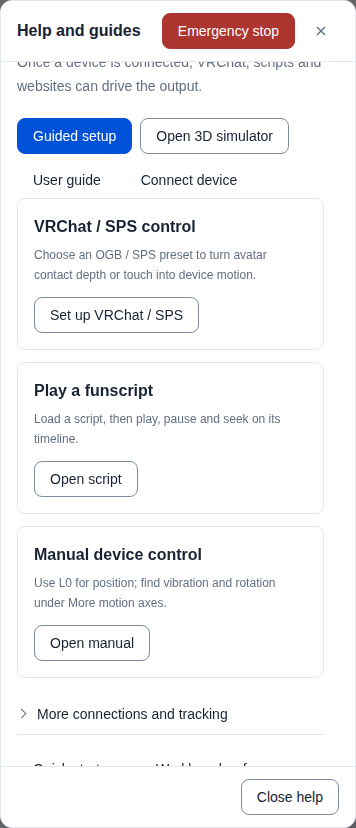 Help and guides
Emergency stop
Once a device is connected, VRChat, scripts and
websites can drive the output.
Guided setup
Open 3D simulator
User guide
Connect device
VRChat / SPS control
Choose an OGB / SPS preset to turn avatar
contact depth or touch into device motion.
Set up VRChat / SPS
Play a funscript
Load a script, then play, pause and seek on its
timeline.
Open script
Manual device control
Use L0 for position; find vibration and rotation
under More motion axes.
Open manual
More connections and tracking
Close help